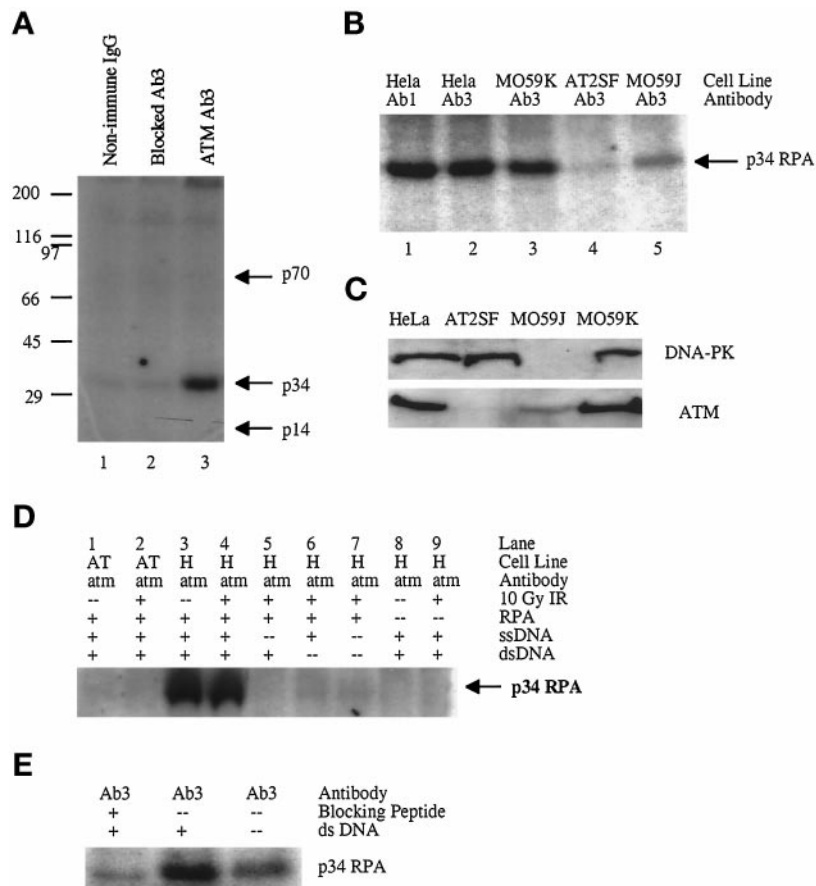 A
Non-immune IgG
Blocked Ab3
ATM Ab3
200
116
97
66
45
29
p70
p34
p14
1 2 3
B
Hela Hela MO59K AT2SF MO59J Cell Line
Ab1 Ab3 Ab3 Ab3 Ab3 Antibody
p34 RPA
1 2 3 4 5
C
HeLa AT2SF MO59J MO59K
DNA-PK
ATM
D
1 2 3 4 5 6 7 8 9 Lane
AT AT H H H H H H H Cell Line
atm atm atm atm atm atm atm atm atm Antibody
-- + -- + + + + -- + 10 Gy IR
+ + + + + + + -- -- RPA
+ + + + -- + -- + + ssDNA
+ + + + + -- -- + + dsDNA
p34 RPA
E
Ab3 Ab3 Ab3 Antibody
+ -- -- Blocking Peptide
+ + -- ds DNA
p34 RPA